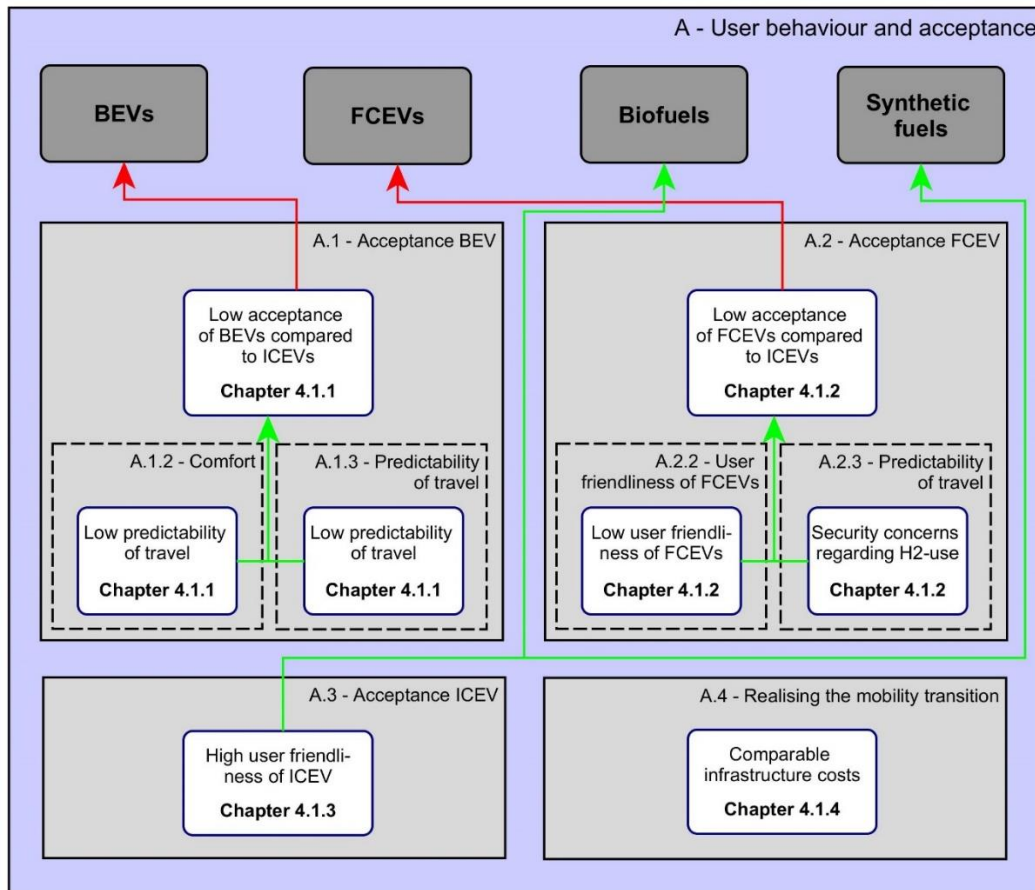 A - User behaviour and acceptance
BEVs
FCEVs
Biofuels
Synthetic
fuels
A.1 - Acceptance BEV
Low acceptance
of BEVs compared
to ICEVs
Chapter 4.1.1
A.1.2 - Comfort
Low predictability
of travel
Chapter 4.1.1
A.1.3 - Predictability
of travel
Low predictability
of travel
Chapter 4.1.1
A.2 - Acceptance FCEV
Low acceptance
of FCEVs compared
to ICEVs
Chapter 4.1.2
A.2.2 - User
friendliness of FCEVs
Low user friendli-
ness of FCEVs
Chapter 4.1.2
A.2.3 - Predictability
of travel
Security concerns
regarding H2-use
Chapter 4.1.2
A.3 - Acceptance ICEV
High user friendli-
ness of ICEV
Chapter 4.1.3
A.4 - Realising the mobility transition
Comparable
infrastructure costs
Chapter 4.1.4